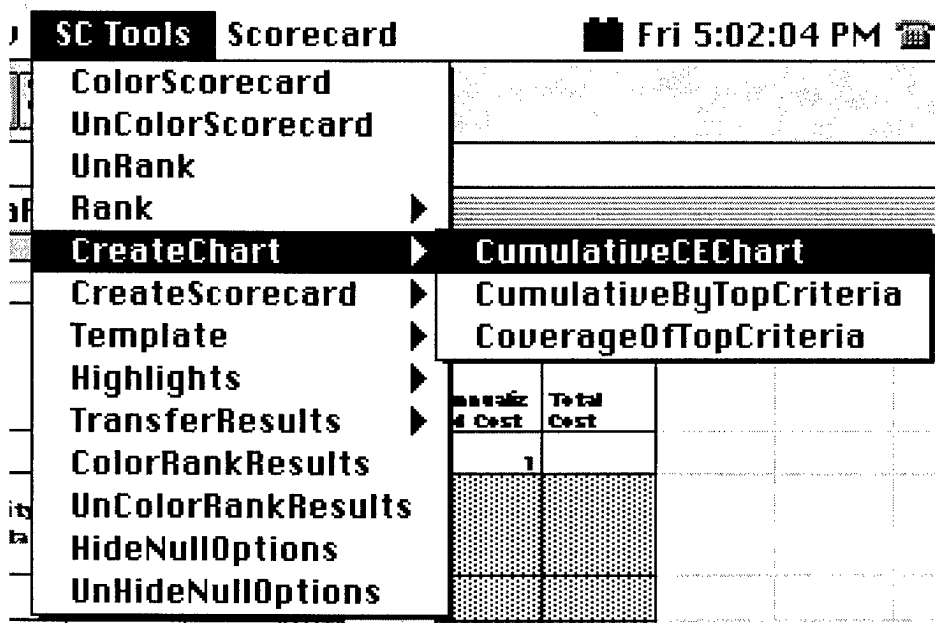 SC Tools Scorecard Fri 5:02:04 PM
ColorScorecard
UnColorScorecard
UnRank
Rank
CreateChart
CumulativeCEChart
CumulativeByTopCriteria
CoverageOfTopCriteria
CreateScorecard
Template
Highlights
TransferResults
ColorRankResults
UnColorRankResults
HideNullOptions
UnHideNullOptions
Total
Cost
d Cost
1